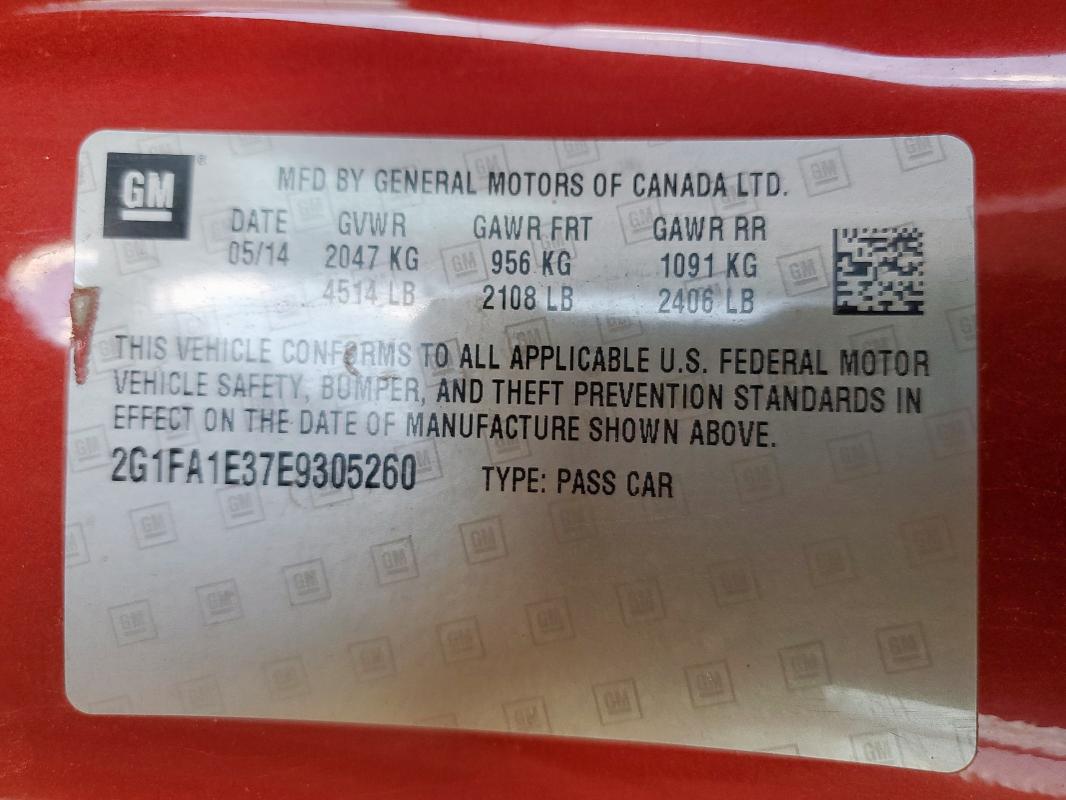 GM ®
MFD BY GENERAL MOTORS OF CANADA LTD.
DATE GVWR GAWR FRT GAWR RR
05/14 2047 KG 956 KG 1091 KG
4514 LB 2108 LB 2406 LB
THIS VEHICLE CONFORMS TO ALL APPLICABLE U.S. FEDERAL MOTOR
VEHICLE SAFETY, BUMPER, AND THEFT PREVENTION STANDARDS IN
EFFECT ON THE DATE OF MANUFACTURE SHOWN ABOVE.
2G1FA1E37E9305260 TYPE: PASS CAR